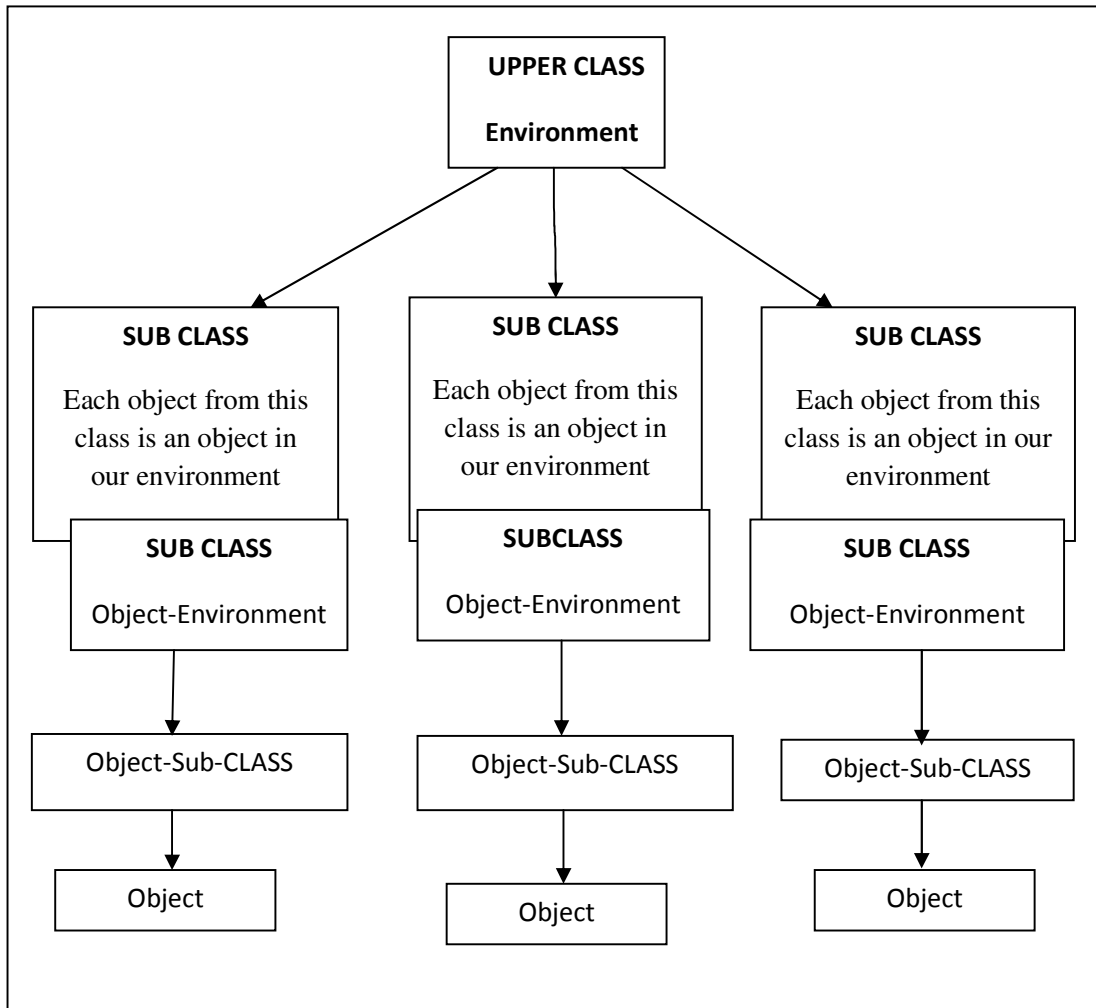 UPPER CLASS
Environment
SUB CLASS
Each object from this
class is an object in
our environment
SUB CLASS
Object-Environment
Object-Sub-CLASS
Object
SUB CLASS
Each object from this
class is an object in
our environment
SUBCLASS
Object-Environment
Object-Sub-CLASS
Object
SUB CLASS
Each object from this
class is an object in our
environment
SUB CLASS
Object-Environment
Object-Sub-CLASS
Object